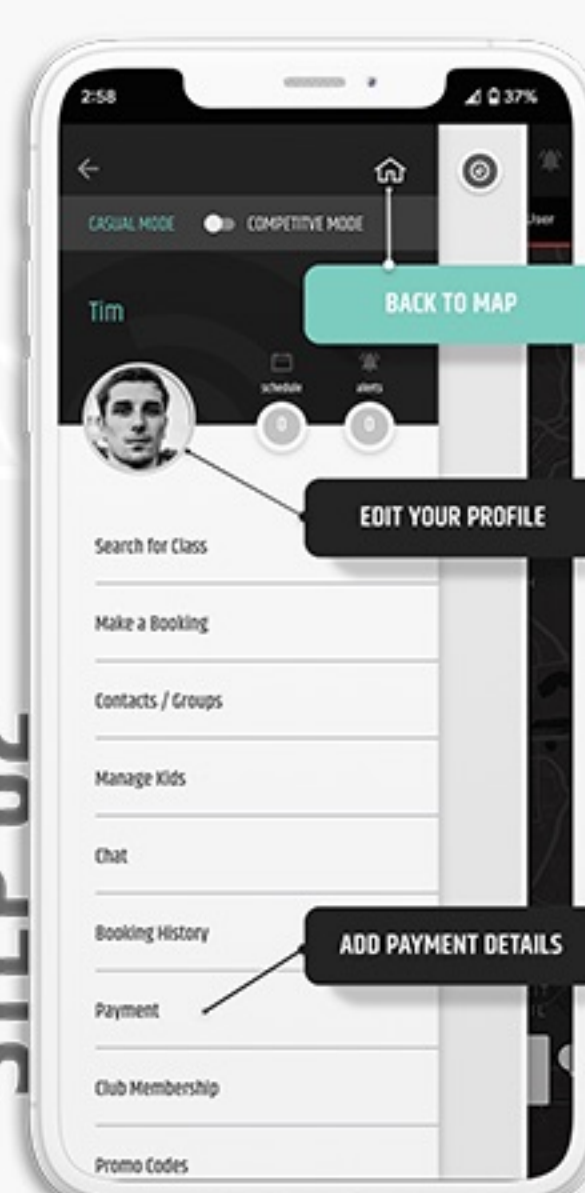 2:58
37%
CASUAL MODE
COMPETITIVE MODE
User
BACK TO MAP
Tim
schedule
alerts
0
0
EDIT YOUR PROFILE
Search for Class
Make a Booking
Contacts / Groups
Manage Kids
Chat
Booking History
ADD PAYMENT DETAILS
Payment
Club Membership
Promo Codes